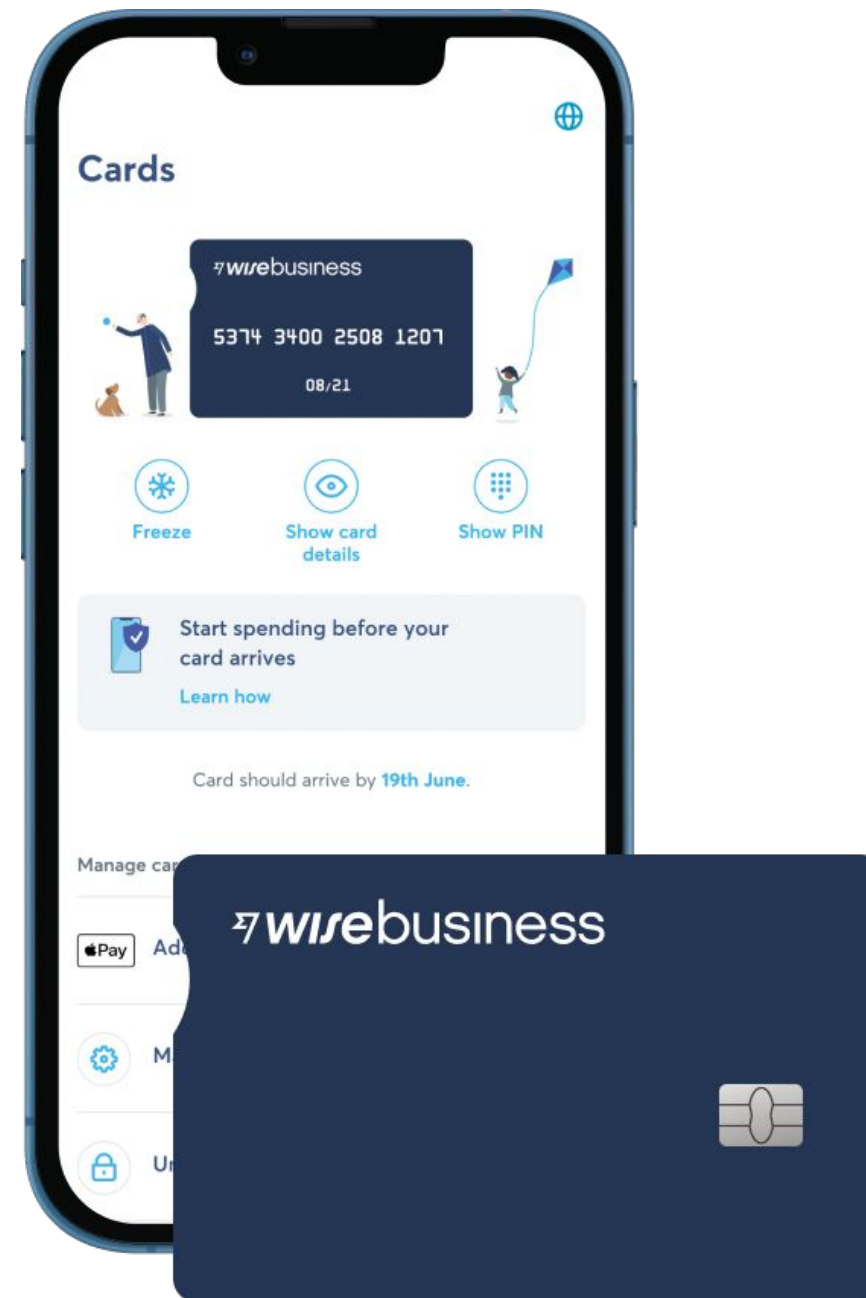 Cards
wisebusiness
5374 3400 2508 1207
08/21
Freeze
Show card
details
Show PIN
Start spending before your
card arrives
Learn how
Card should arrive by 19th June.
Manage
Pay
wisebusiness